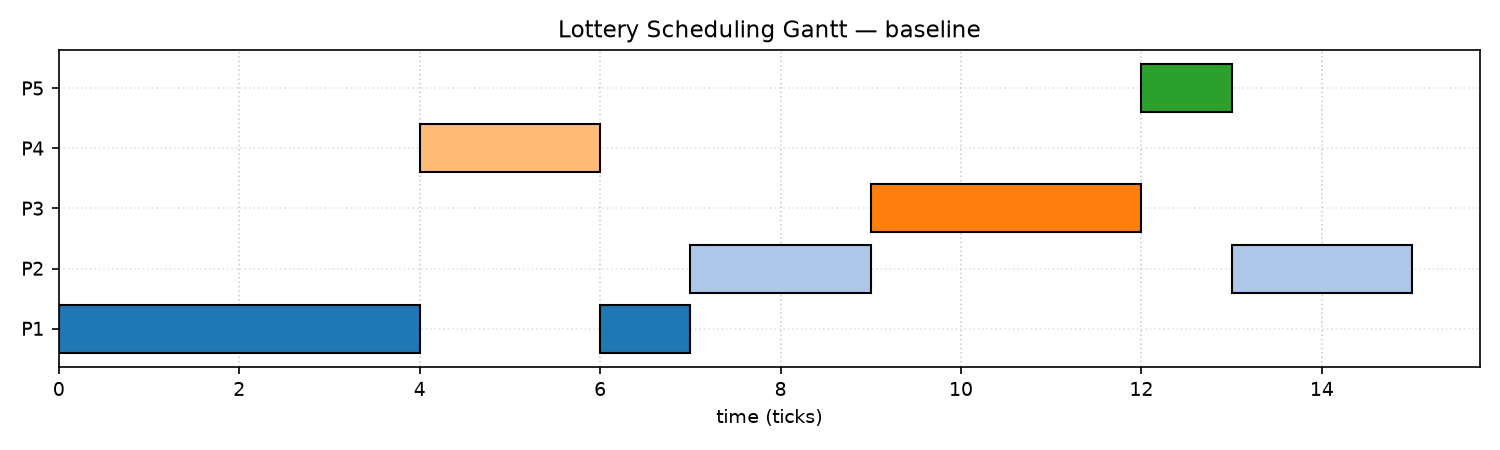 Lottery Scheduling Gantt — baseline
P5
P4
P3
P2
P1
0 2 4 6 8 10 12 14
time (ticks)